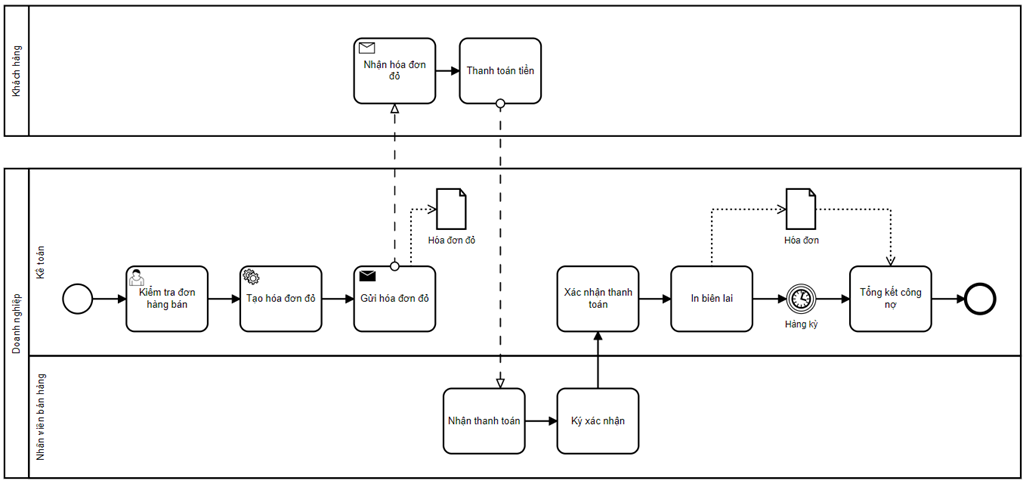 Khách hàng
Nhận hóa đơn
đỏ
Thanh toán tiền
Doanh nghiệp
Kế toán
Kiểm tra đơn
hàng bán
Tạo hóa đơn đỏ
Gửi hóa đơn đỏ
Hóa đơn đỏ
Xác nhận thanh
toán
In biên lai
Hàng kỳ
Hóa đơn
Tổng kết công
nợ
Nhân viên bán hàng
Nhận thanh toán
Ký xác nhận